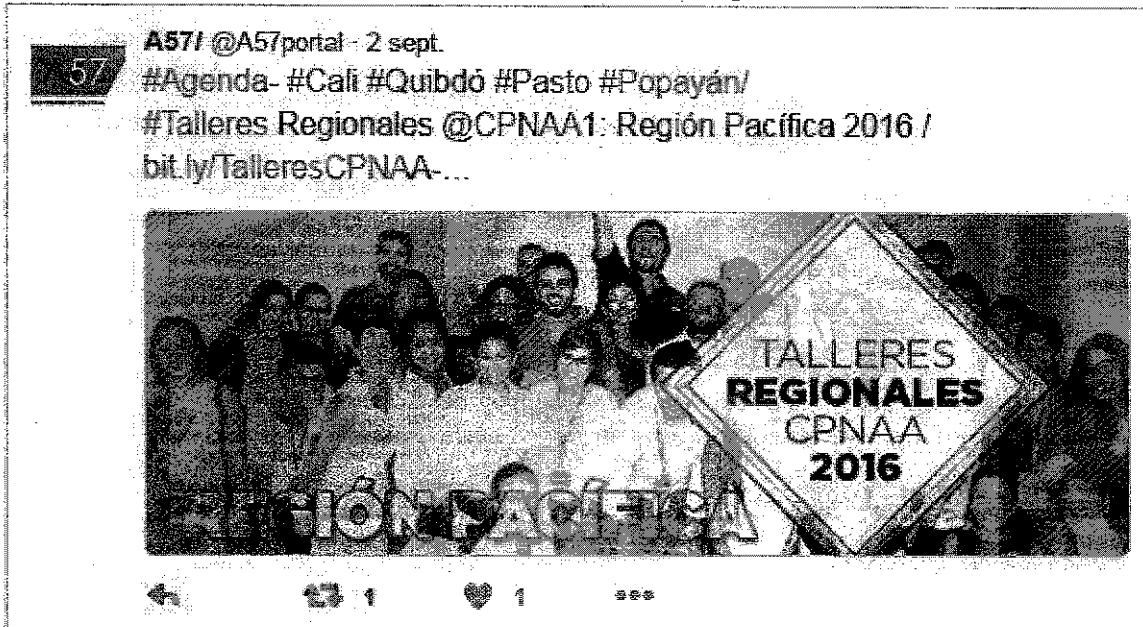 57
A57/ @A57portal - 2 sept.
#Agenda- #Cali #Quibdó #Pasto #Popayán/
#Talleres Regionales @CPNAA1: Región Pacífica 2016 /
bit.ly/TalleresCPNAA-...
TALLERES
REGIONALES
CPNAA
2016
REGIÓN PACÍFICA
1 1